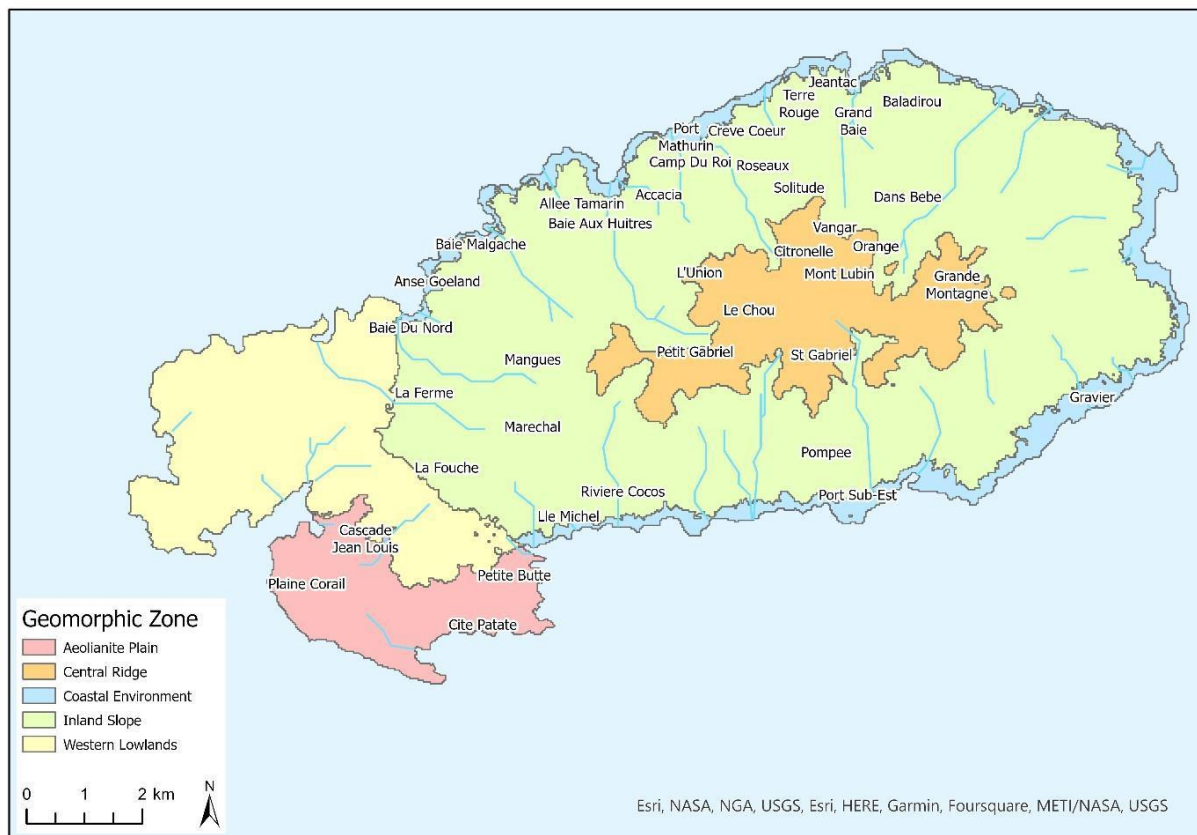 Jeantac
Terre
Rouge
Baladirou
Grand
Baie
Port
Mathurin
Creve Coeur
Camp Du Roi
Roseaux
Solitude
Accacia
Allee Tamarin
Dans Bebe
Baie Aux Huitres
Vangar
Baie Malgache
Citronelle
Orange
L'Union
Mont Lubin
Grande
Montagne
Anse Goeland
Le Chou
Baie Du Nord
Mangues
Petit Gabriel
St Gabriel
La Ferme
Gravier
Marechal
Pompee
La Fouche
Riviere Cocos
Port Sub-Est
Lle Michel
Cascade
Jean Louis
Plaine Corail
Petite Butte
Cite Patate
Geomorphic Zone
Aeolianite Plain
Central Ridge
Coastal Environment
Inland Slope
Western Lowlands
0 1 2 km
N
Esri, NASA, NGA, USGS, Esri, HERE, Garmin, Foursquare, METI/NASA, USGS